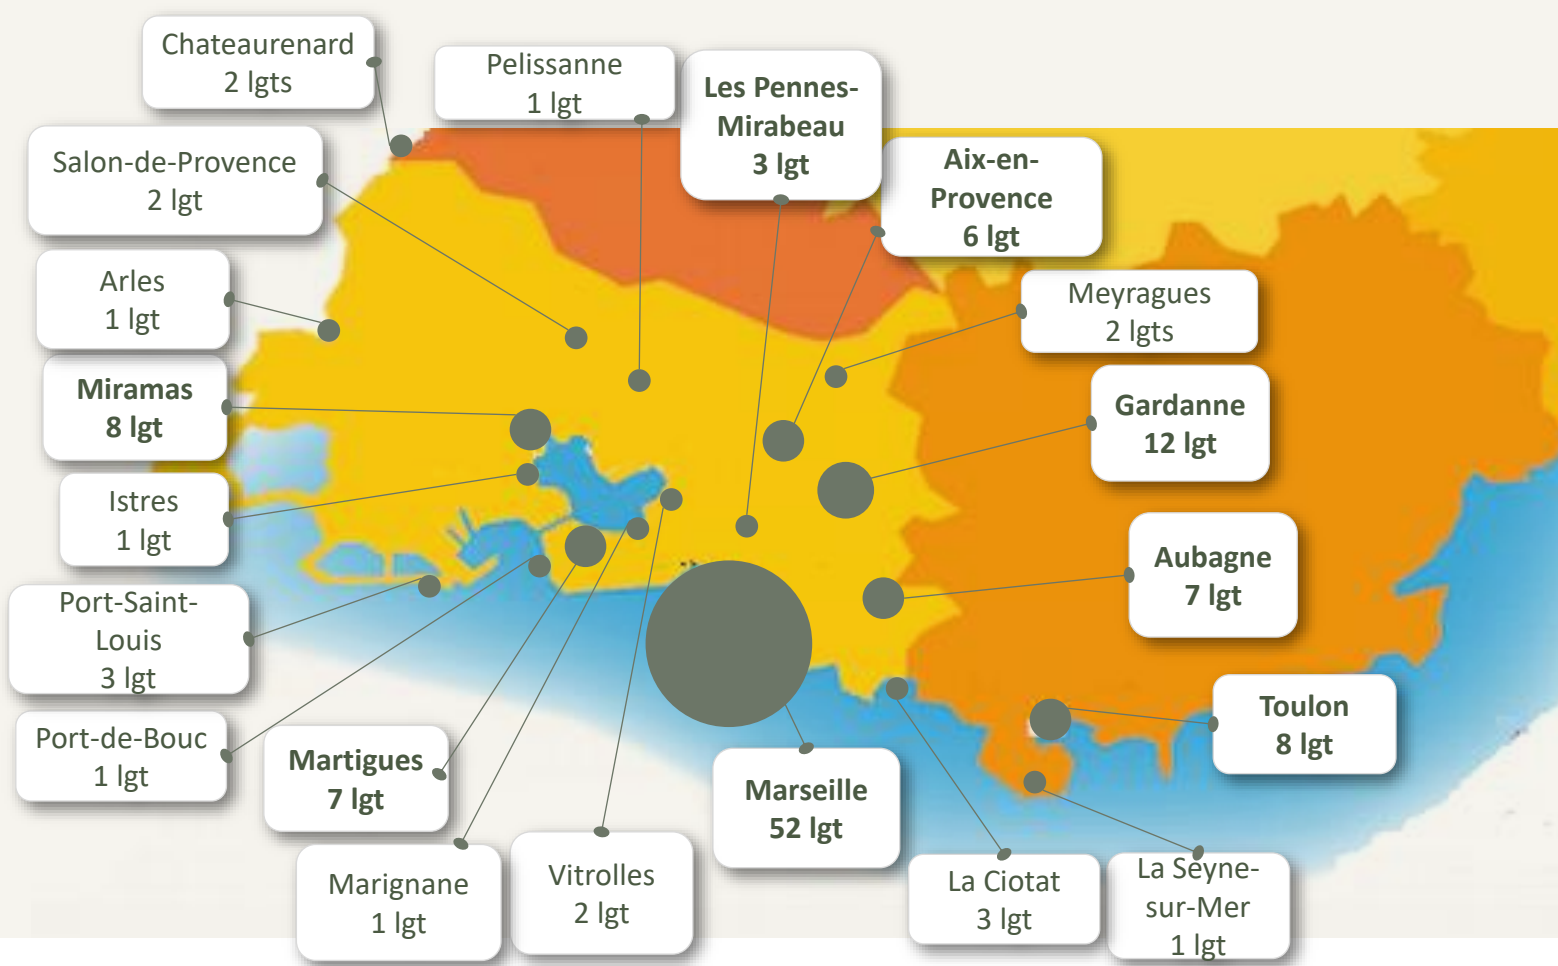 Chateaurenard
2 lgts
Pelissanne
1 lgt
Les Pennes-
Mirabeau
3 lgt
Salon-de-Provence
2 lgt
Aix-en-
Provence
6 lgt
Arles
1 lgt
Meyragues
2 lgts
Miramas
8 lgt
Gardanne
12 lgt
Istres
1 lgt
Aubagne
7 lgt
Port-Saint-
Louis
3 lgt
Toulon
8 lgt
Port-de-Bouc
1 lgt
Martigues
7 lgt
Marseille
52 lgt
Marignane
1 lgt
Vitrolles
2 lgt
La Ciotat
3 lgt
La Seyne-
sur-Mer
1 lgt